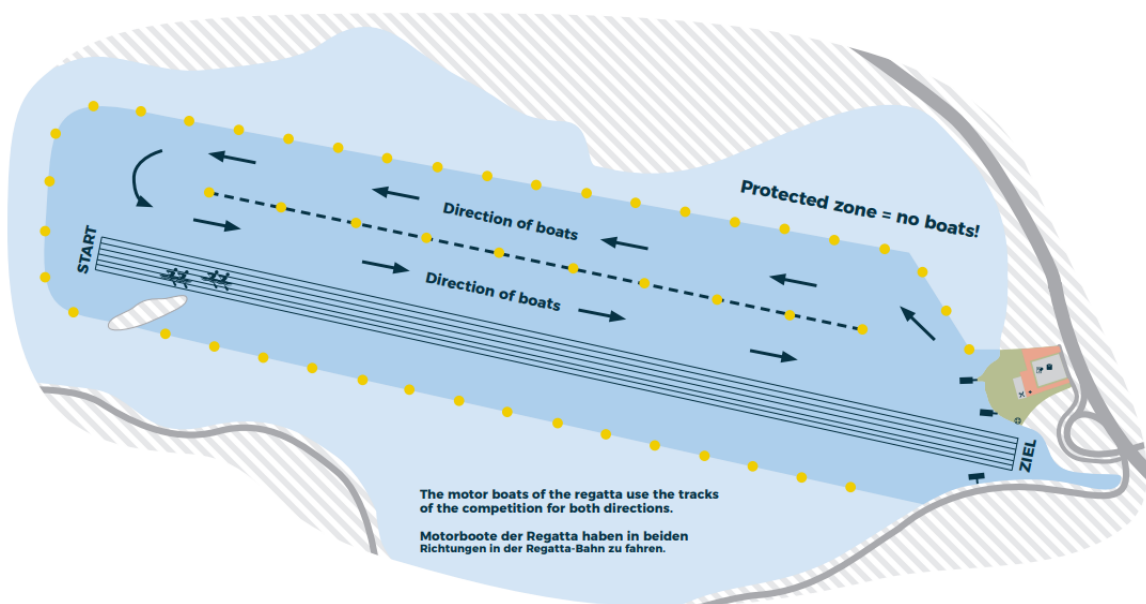 Protected zone = no boats!
Direction of boats
START
Direction of boats
ZIEL
The motor boats of the regatta use the tracks
of the competition for both directions.
Motorboote der Regatta haben in beiden
Richtungen in der Regatta-Bahn zu fahren.